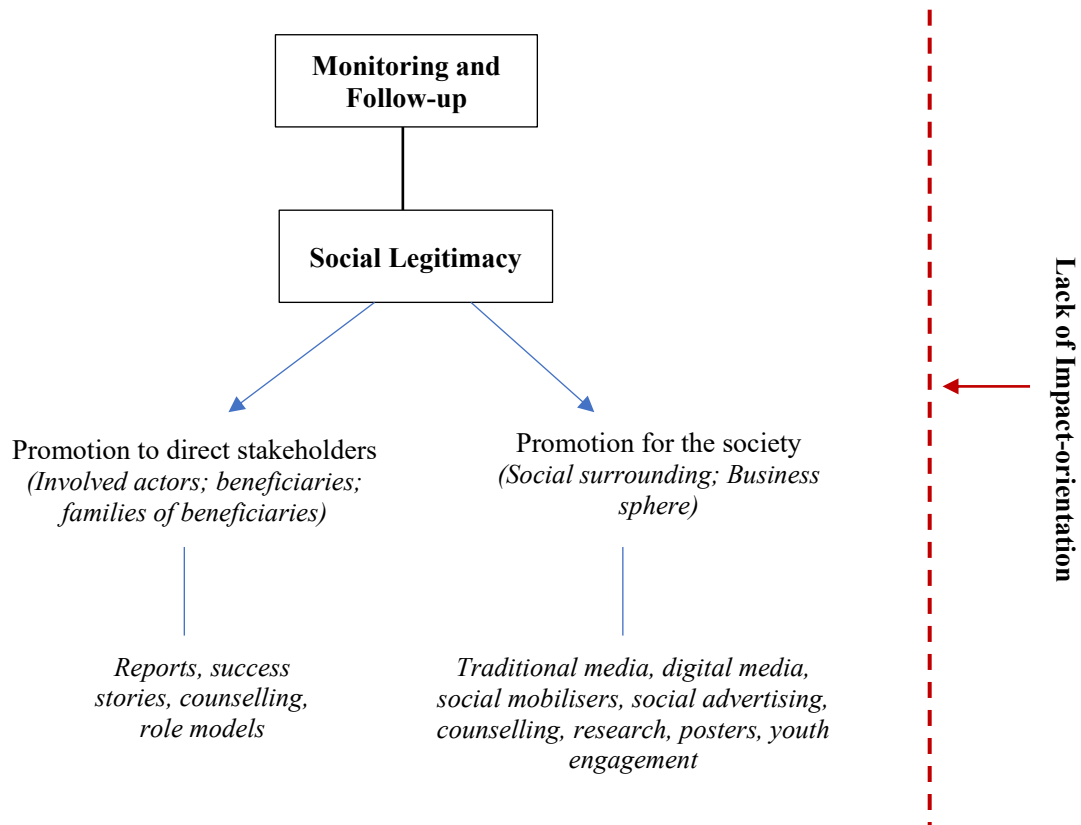 Monitoring and
Follow-up
Social Legitimacy
Promotion to direct stakeholders
(Involved actors; beneficiaries;
families of beneficiaries)
Promotion for the society
(Social surrounding; Business
sphere)
Reports, success
stories, counselling,
role models
Traditional media, digital media,
social mobilisers, social advertising,
counselling, research, posters, youth
engagement
Lack of Impact-orientation